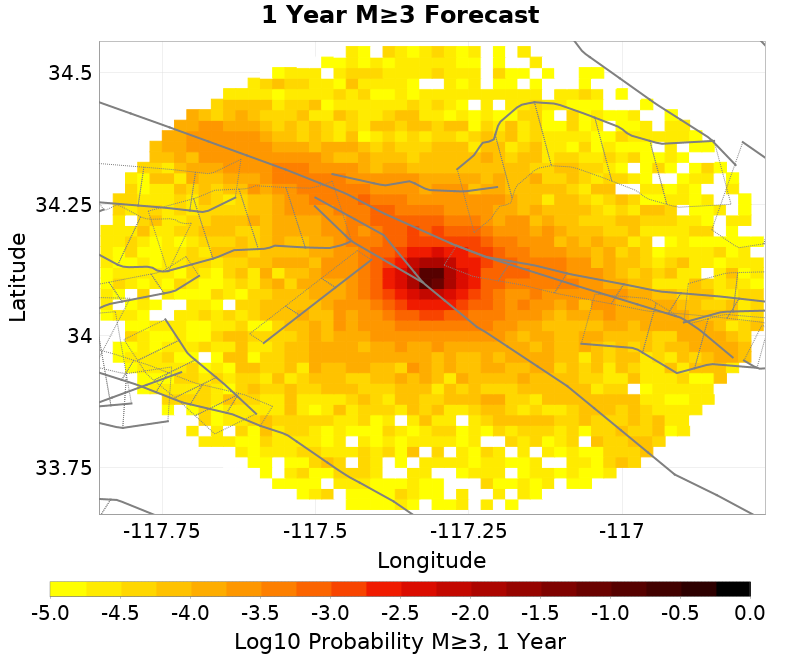 1 Year M≥3 Forecast
34.5
34.25
34
33.75
Latitude
-117.75 -117.5 -117.25 -117
Longitude
-5.0 -4.5 -4.0 -3.5 -3.0 -2.5 -2.0 -1.5 -1.0 -0.5 0.0
Log10 Probability M≥3, 1 Year